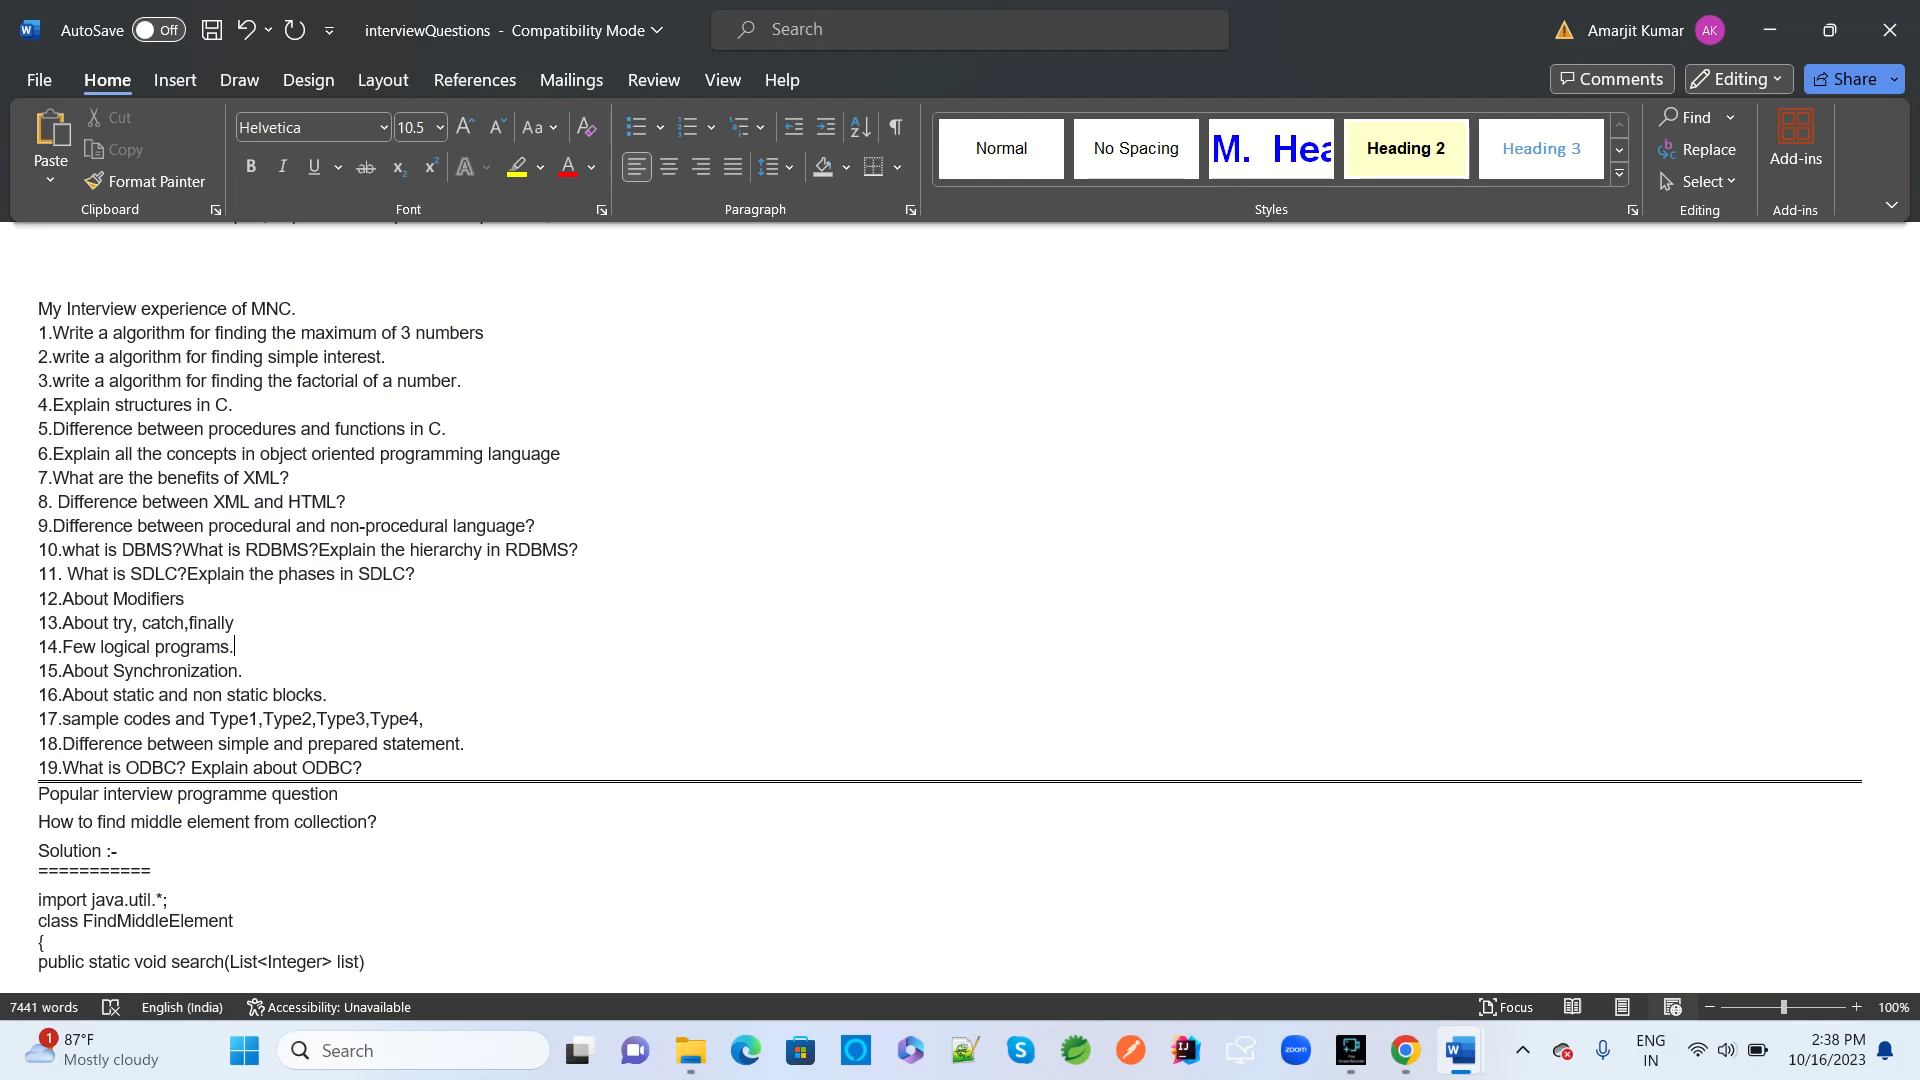 AutoSave Off interviewQuestions - Compatibility Mode Search Amarjit Kumar AK
File Home Insert Draw Design Layout References Mailings Review View Help Comments Editing Share
Paste Cut Copy Format Painter Clipboard
Helvetica 10.5 Aa B I U ab x2 x2 A A Font
Paragraph
Normal No Spacing M. Hea Heading 2 Heading 3 Styles
Find Replace Select Editing
Add-ins Add-ins
My Interview experience of MNC.
1.Write a algorithm for finding the maximum of 3 numbers
2.write a algorithm for finding simple interest.
3.write a algorithm for finding the factorial of a number.
4.Explain structures in C.
5.Difference between procedures and functions in C.
6.Explain all the concepts in object oriented programming language
7.What are the benefits of XML?
8. Difference between XML and HTML?
9.Difference between procedural and non-procedural language?
10.what is DBMS?What is RDBMS?Explain the hierarchy in RDBMS?
11. What is SDLC?Explain the phases in SDLC?
12.About Modifiers
13.About try, catch,finally
14.Few logical programs.
15.About Synchronization.
16.About static and non static blocks.
17.sample codes and Type1,Type2,Type3,Type4,
18.Difference between simple and prepared statement.
19.What is ODBC? Explain about ODBC?
Popular interview programme question
How to find middle element from collection?
Solution :-
===========
import java.util.*;
class FindMiddleElement
{
public static void search(List<Integer> list)
7441 words English (India) Accessibility: Unavailable Focus 100%
1 87°F Mostly cloudy Search zoom ENG IN 2:38 PM 10/16/2023